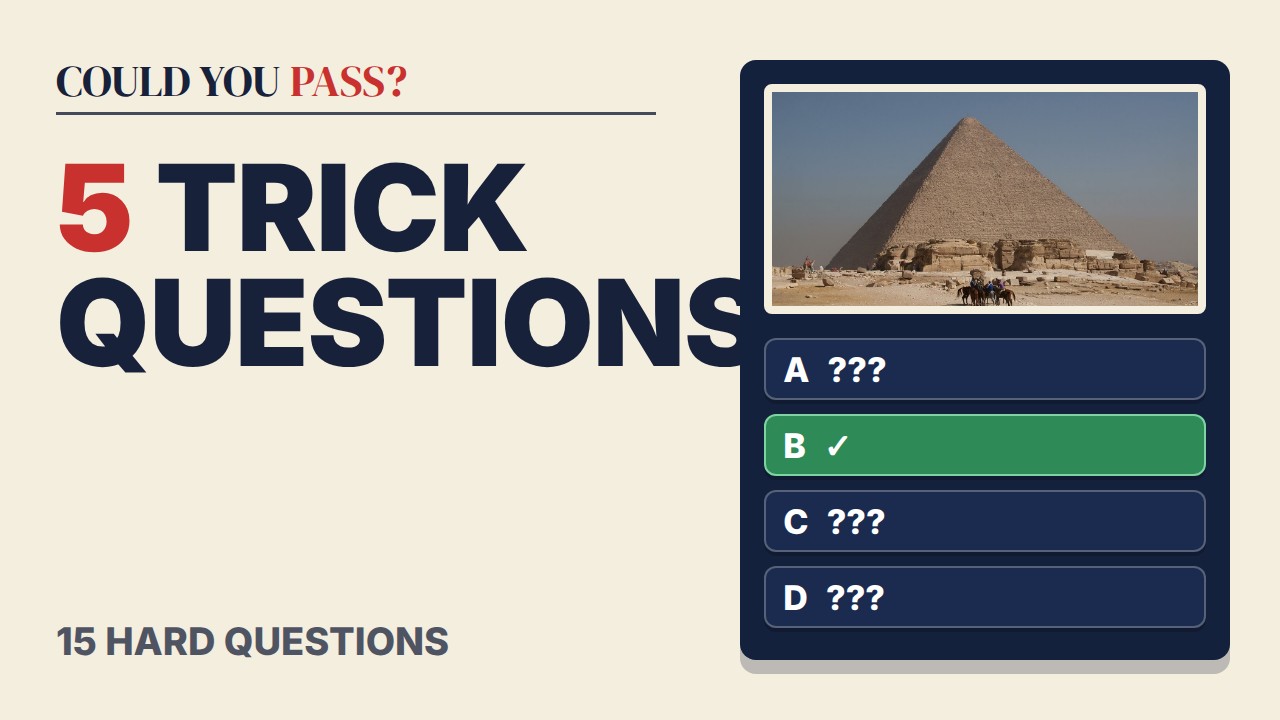 COULD YOU PASS?
5 TRICK
QUESTIONS
A ???
B ✓
C ???
D ???
15 HARD QUESTIONS